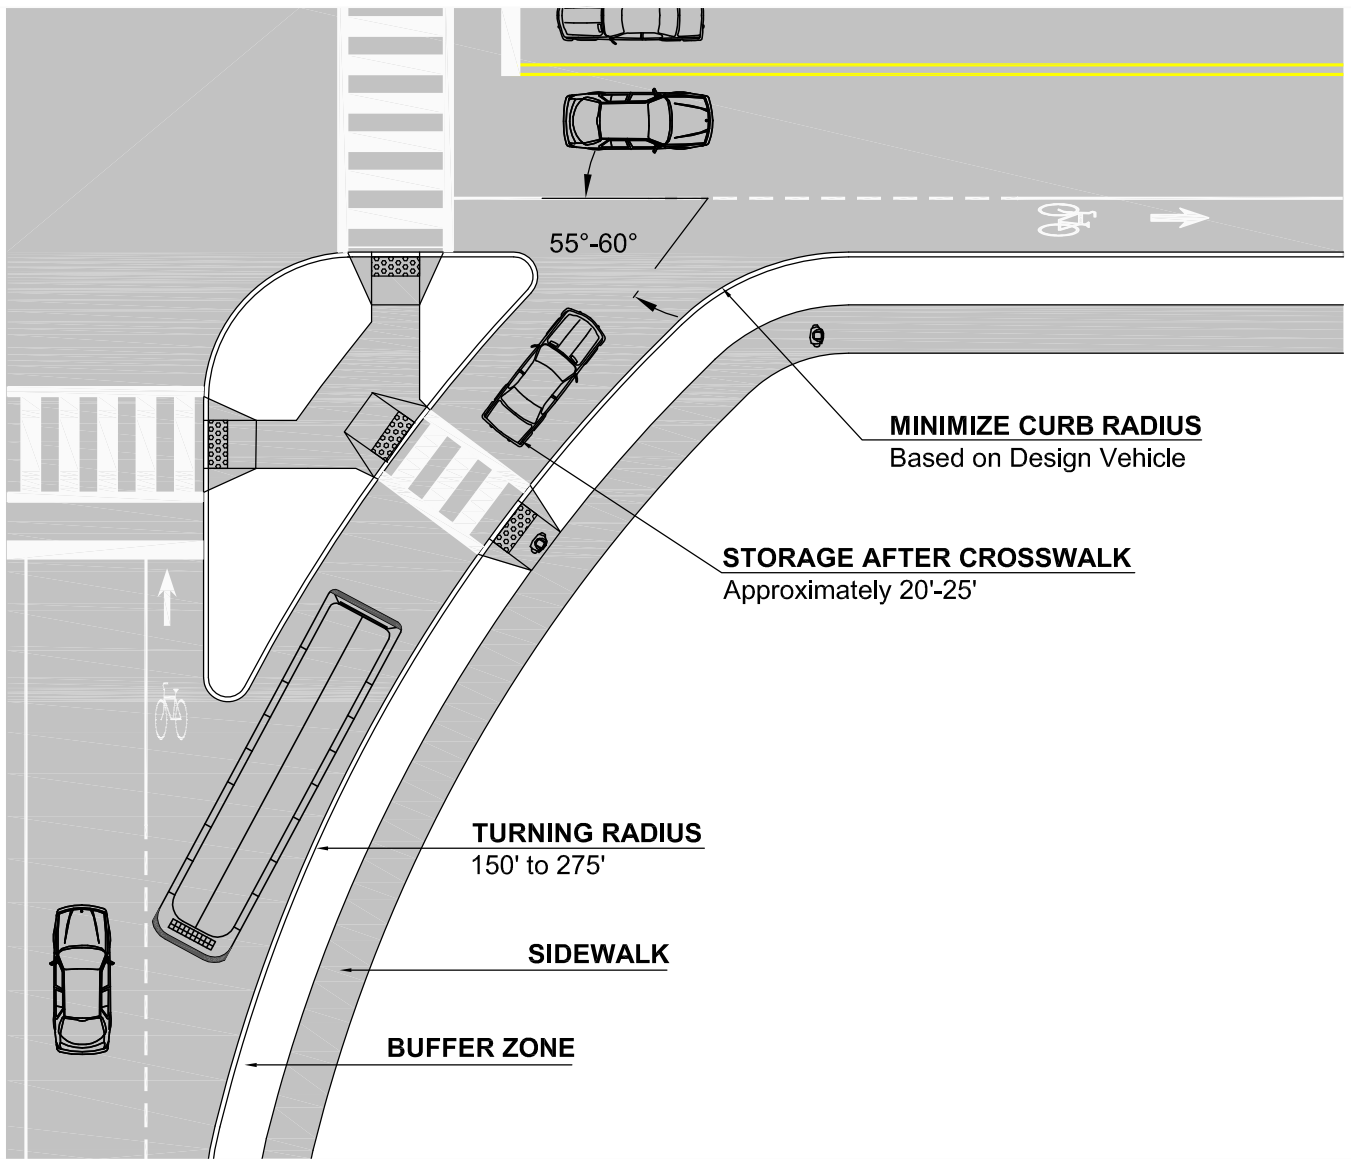 55°-60°
MINIMIZE CURB RADIUS
Based on Design Vehicle
STORAGE AFTER CROSSWALK
Approximately 20'-25'
TURNING RADIUS
150' to 275'
SIDEWALK
BUFFER ZONE